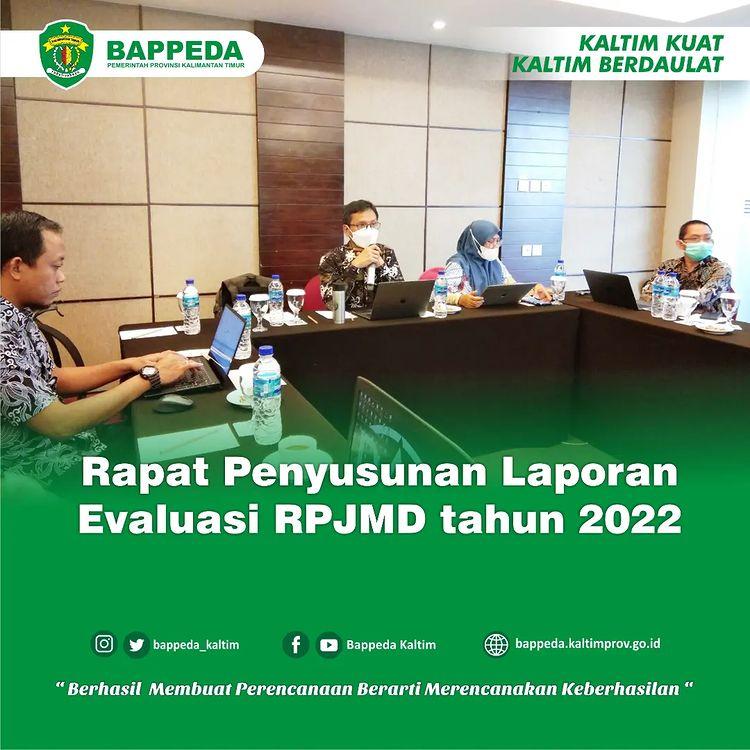 BAPPEDA
PEMERINTAH PROVINSI KALIMANTAN TIMUR
KALTIM KUAT
KALTIM BERDAULAT
Rapat Penyusunan Laporan
Evaluasi RPJMD tahun 2022
bappeda_kaltim
Bappeda Kaltim
bappeda.kaltimprov.go.id
“ Berhasil Membuat Perencanaan Berarti Merencanakan Keberhasilan “